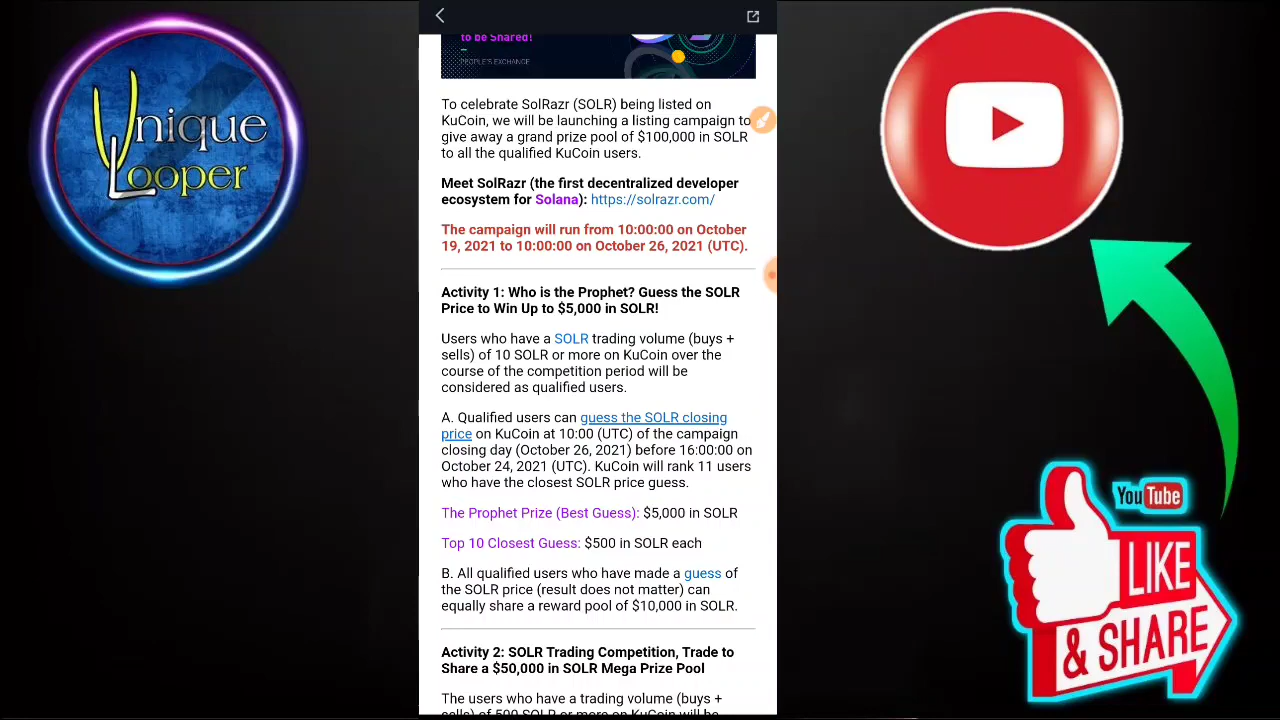 Unique
Looper
to be Shared!
PEOPLE'S EXCHANGE
To celebrate SolRazr (SOLR) being listed on
KuCoin, we will be launching a listing campaign to
give away a grand prize pool of $100,000 in SOLR
to all the qualified KuCoin users.
Meet SolRazr (the first decentralized developer
ecosystem for Solana): https://solrazr.com/
The campaign will run from 10:00:00 on October
19, 2021 to 10:00:00 on October 26, 2021 (UTC).
Activity 1: Who is the Prophet? Guess the SOLR
Price to Win Up to $5,000 in SOLR!
Users who have a SOLR trading volume (buys +
sells) of 10 SOLR or more on KuCoin over the
course of the competition period will be
considered as qualified users.
A. Qualified users can guess the SOLR closing
price on KuCoin at 10:00 (UTC) of the campaign
closing day (October 26, 2021) before 16:00:00 on
October 24, 2021 (UTC). KuCoin will rank 11 users
who have the closest SOLR price guess.
The Prophet Prize (Best Guess): $5,000 in SOLR
Top 10 Closest Guess: $500 in SOLR each
B. All qualified users who have made a guess of
the SOLR price (result does not matter) can
equally share a reward pool of $10,000 in SOLR.
Activity 2: SOLR Trading Competition, Trade to
Share a $50,000 in SOLR Mega Prize Pool
The users who have a trading volume (buys +
sells) of 500 SOLR or more on KuCoin will be
YouTube
LIKE
& SHARE